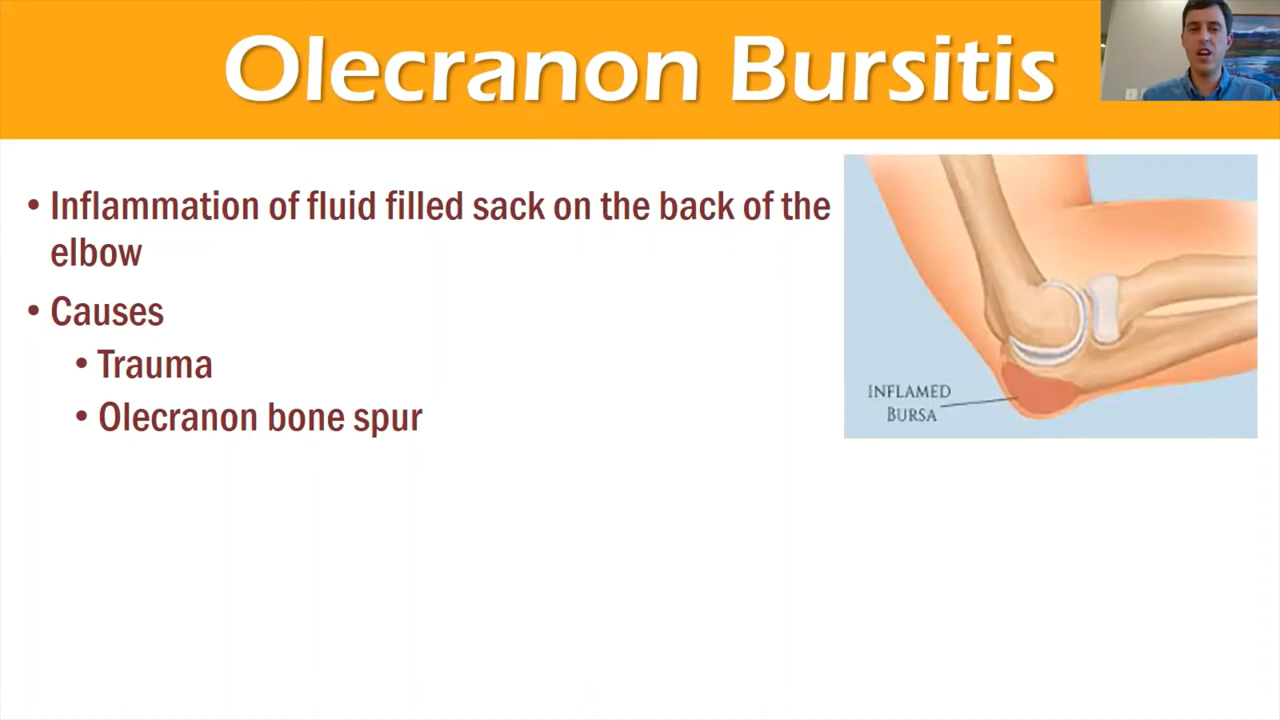 Olecranon Bursitis
• Inflammation of fluid filled sack on the back of the
elbow
• Causes
• Trauma
• Olecranon bone spur
INFLAMED
BURSA